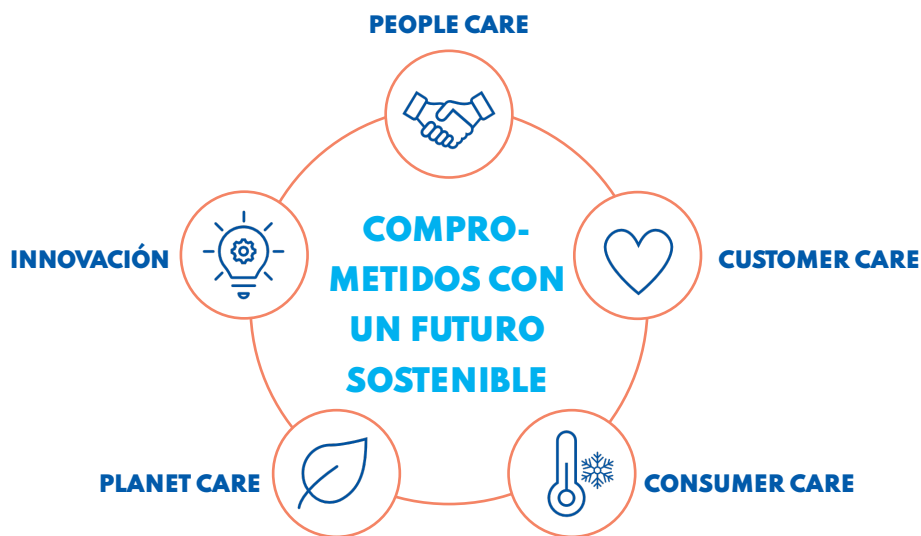 PEOPLE CARE
COMPRO-
METIDOS CON
UN FUTURO
SOSTENIBLE
INNOVACIÓN
CUSTOMER CARE
PLANET CARE
CONSUMER CARE